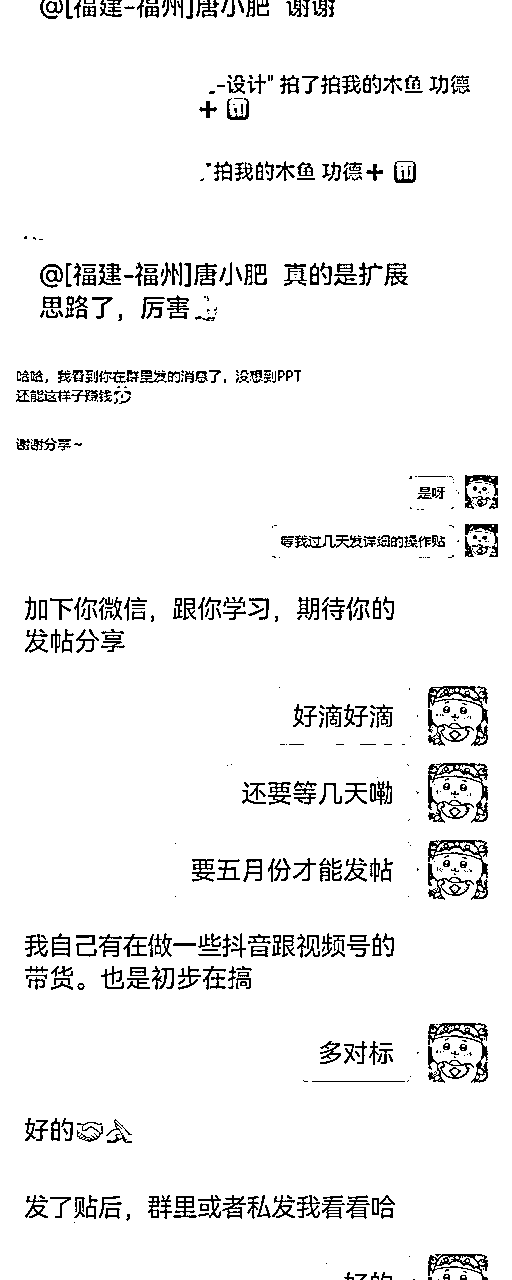 @[福建-福州]唐小肥 谢谢
-设计" 拍了拍我的木鱼 功德
+
拍我的木鱼 功德+
@[福建-福州]唐小肥 真的是扩展
思路了，厉害
哈哈，我看到你在群里发的消息了，没想到PPT
还能这样子赚钱
谢谢分享~
是呀
等我过几天发详细的操作贴
加下你微信，跟你学习，期待你的
发帖分享
好滴好滴
还要等几天嘞
要五月份才能发帖
我自己有在做一些抖音跟视频号的
带货。也是初步在搞
多对标
好的
发了贴后，群里或者私发我看看哈
好的